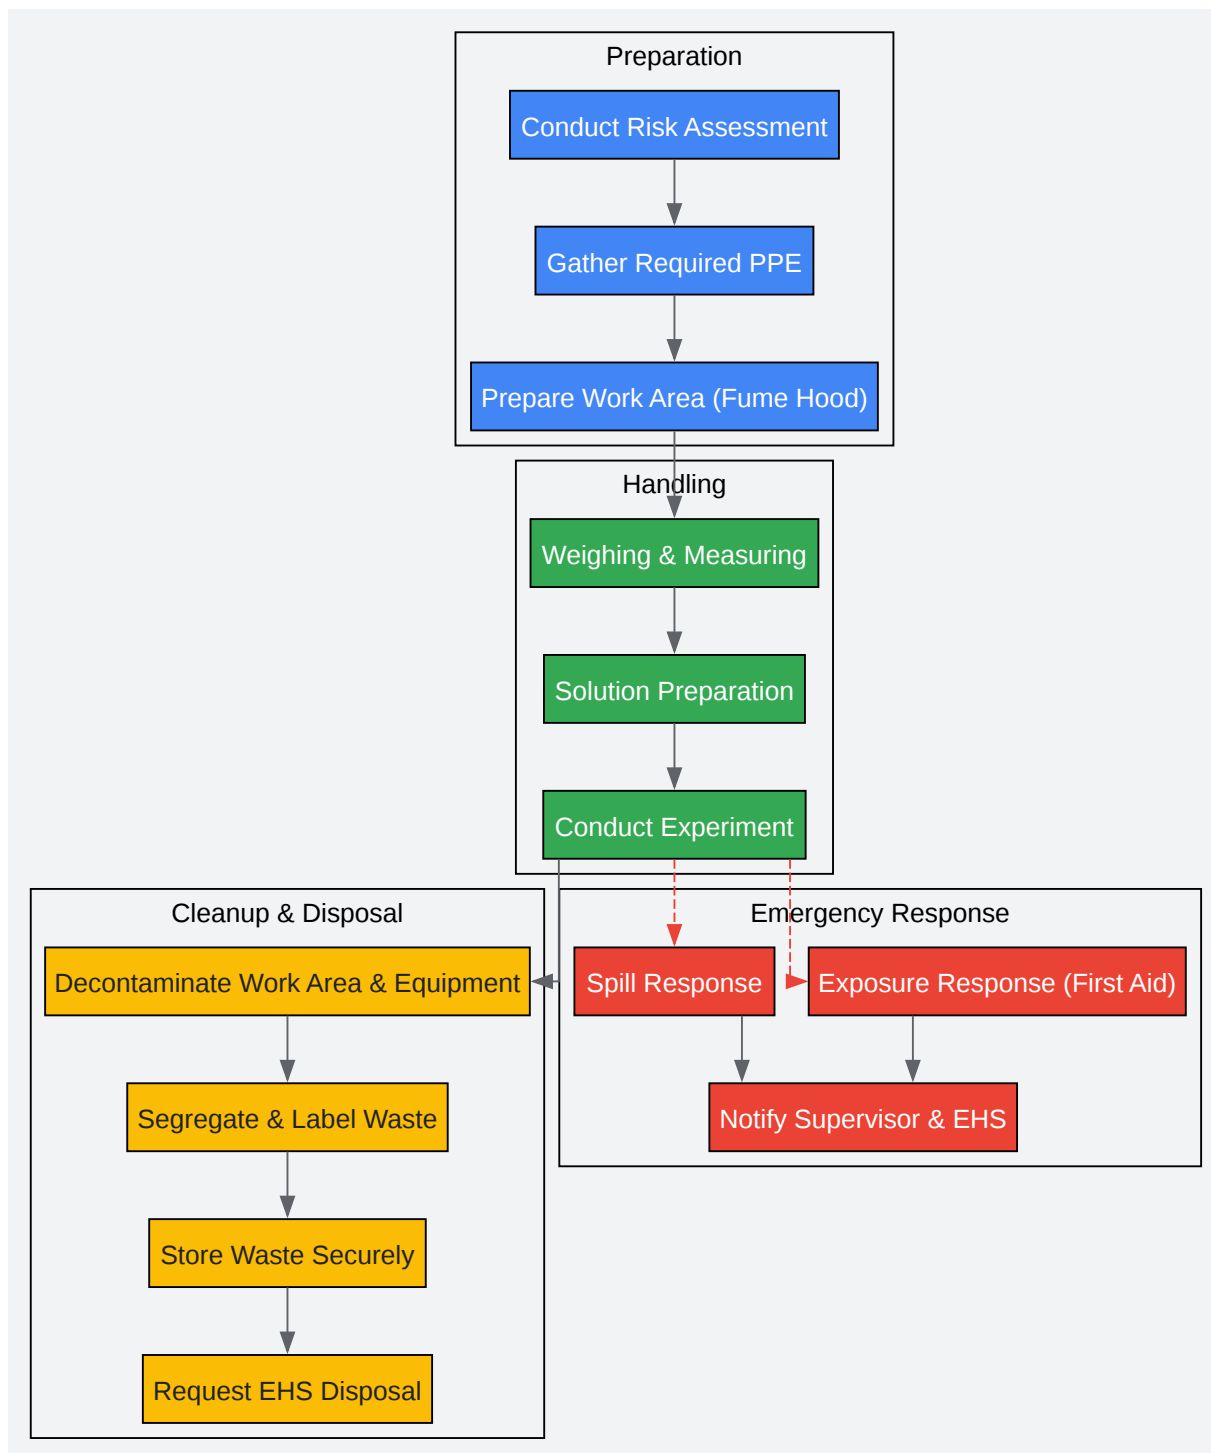 Preparation
Conduct Risk Assessment
Gather Required PPE
Prepare Work Area (Fume Hood)
Handling
Weighing & Measuring
Solution Preparation
Conduct Experiment
Cleanup & Disposal
Decontaminate Work Area & Equipment
Segregate & Label Waste
Store Waste Securely
Request EHS Disposal
Emergency Response
Spill Response
Exposure Response (First Aid)
Notify Supervisor & EHS